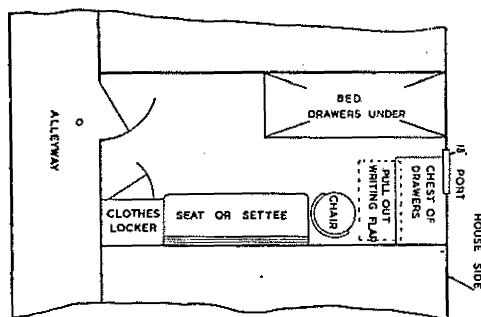 ALLEYWAY
BED
DRAWERS UNDER
18" PORT
HOUSE SIDE
CHEST OF
DRAWERS
PULL OUT
WRITING FLAP
CHAIR
SEAT OR SETTEE
CLOTHES
LOCKER